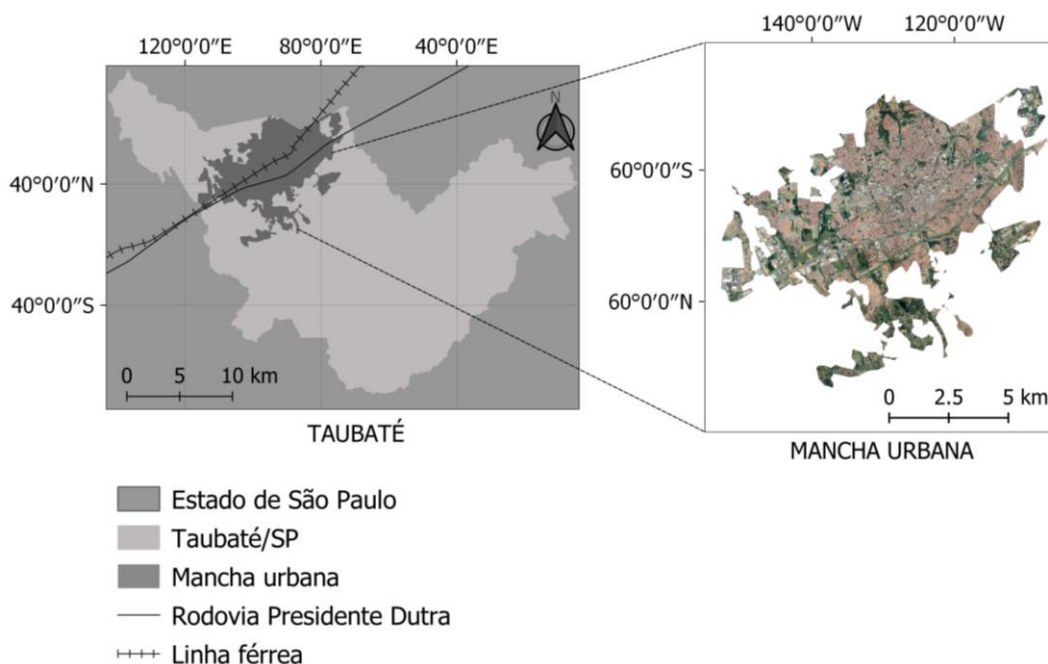 120°0′0″E 80°0′0″E 40°0′0″E
140°0′0″W 120°0′0″W
N
40°0′0″N
40°0′0″S
60°0′0″S
60°0′0″N
0 5 10 km
0 2.5 5 km
TAUBATÉ
MANCHA URBANA
Estado de São Paulo
Taubaté/SP
Mancha urbana
Rodovia Presidente Dutra
Linha férrea